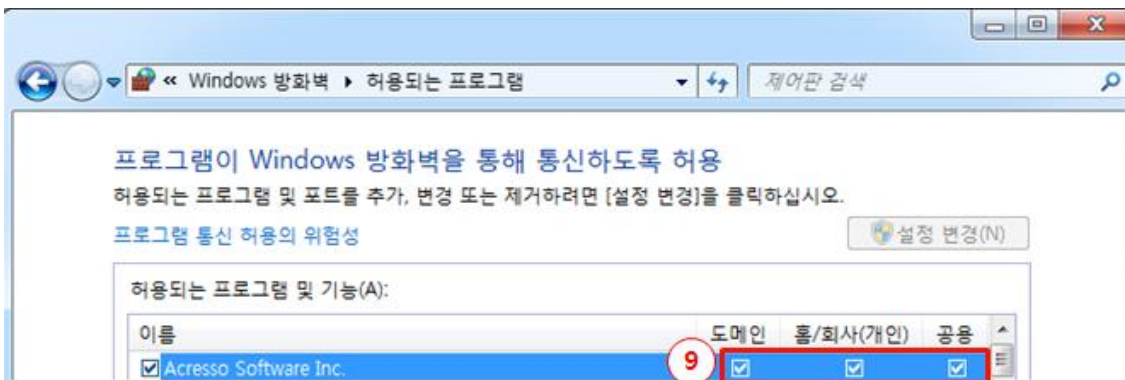 « Windows 방화벽 ▸ 허용되는 프로그램
제어판 검색
프로그램이 Windows 방화벽을 통해 통신하도록 허용
허용되는 프로그램 및 포트를 추가, 변경 또는 제거하려면 [설정 변경]을 클릭하십시오.
프로그램 통신 허용의 위험성
설정 변경(N)
허용되는 프로그램 및 기능(A):
이름 도메인 홈/회사(개인) 공용
Acresso Software Inc. 9